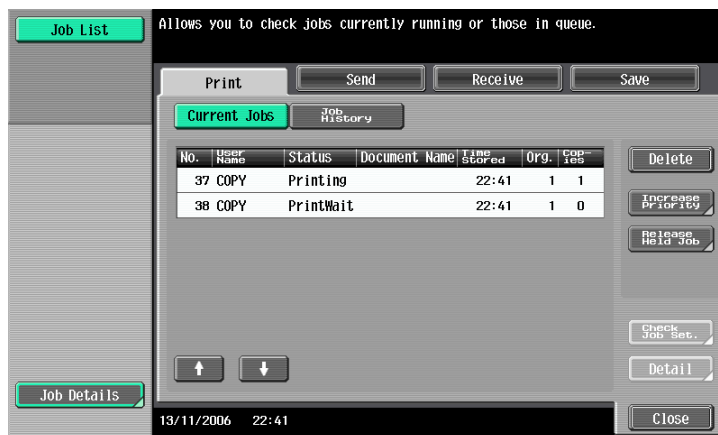 Job List
Allows you to check jobs currently running or those in queue.
Print Send Receive Save
Current Jobs Job History
No. User Name Status Document Name Time Stored Org. Cop-ies
37 COPY Printing 22:41 1 1
38 COPY PrintWait 22:41 1 0
Delete
Increase Priority
Release Held Job
Check Job Set.
Detail
Job Details
13/11/2006 22:41
Close